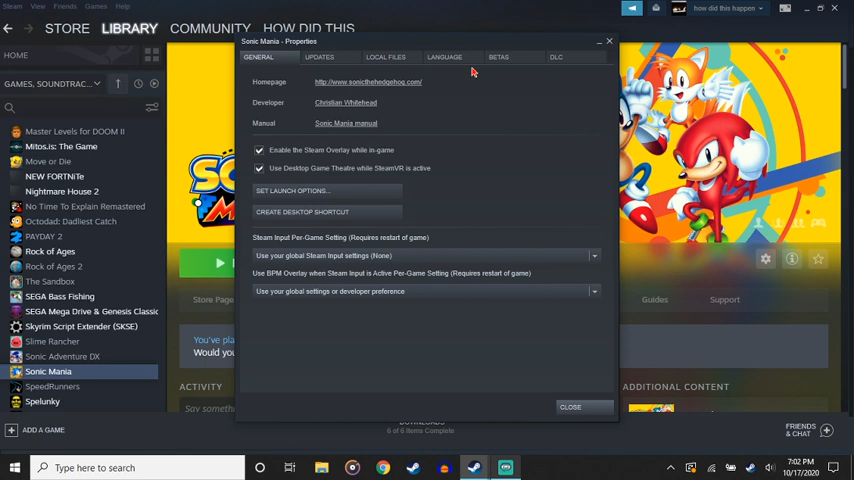 Steam View Friends Games Help
how did this happen
STORE LIBRARY COMMUNITY HOW DID THIS
Sonic Mania - Properties
HOME
GENERAL UPDATES LOCAL FILES LANGUAGE BETAS DLC
GAMES, SOUNDTRAC...
Homepage http://www.sonicthehedgehog.com/
Developer Christian Whitehead
Manual Sonic Mania manual
Enable the Steam Overlay while in-game
Use Desktop Game Theatre while SteamVR is active
SET LAUNCH OPTIONS...
CREATE DESKTOP SHORTCUT
Steam Input Per-Game Setting (Requires restart of game)
Use your global Steam Input settings (None)
Use BPM Overlay when Steam Input is Active Per-Game Setting (Requires restart of game)
Use your global settings or developer preference
CLOSE
Master Levels for DOOM II
Mitos.is: The Game
Move or Die
NEW FORTNiTE
Nightmare House 2
No Time To Explain Remastered
Octodad: Dadliest Catch
PAYDAY 2
Rock of Ages
Rock of Ages 2
The Sandbox
SEGA Bass Fishing
SEGA Mega Drive & Genesis Classic
Skyrim Script Extender (SKSE)
Slime Rancher
Sonic Adventure DX
Sonic Mania
SpeedRunners
Spelunky
Store Page
Guides Support
You've pla
Would you
ACTIVITY
ADDITIONAL CONTENT
Say something
ADD A GAME
DOWNLOADS
6 of 6 Items Complete
FRIENDS
& CHAT
Type here to search
7:02 PM
10/17/2020